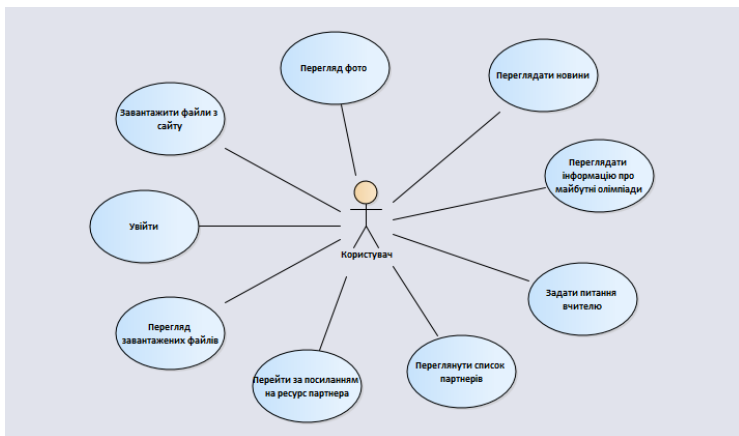 Перегляд фото
Переглядати новини
Завантажити файли з
сайту
Переглядати
інформацію про
майбутні олімпіади
Увійти
Користувач
Задати питання
вчителю
Перегляд
завантажених файлів
Переглянути список
партнерів
Перейти за посиланням
на ресурс партнера